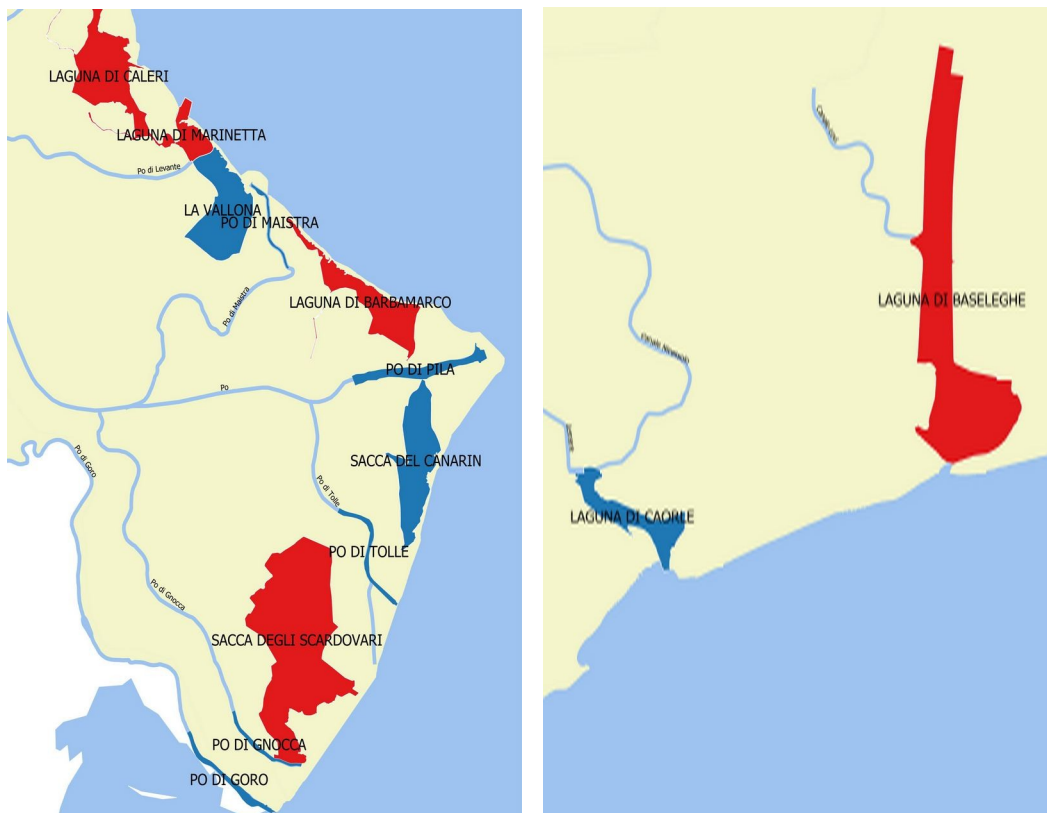 LAGUNA DI CALERI
LAGUNA DI MARINETTA
Po di Levante
LA VALLONA
PO DI MAISTRA
Po di Maistra
LAGUNA DI BARBAMARCO
PO DI PILA
Po
SACCA DEL CANARIN
Po di Goro
Po di Tolle
PO DI TOLLE
Po di Gnocca
SACCA DEGLI SCARDOVARI
PO DI GNOCCA
PO DI GORO
LAGUNA DI BASELEGHE
LAGUNA DI CAORLE